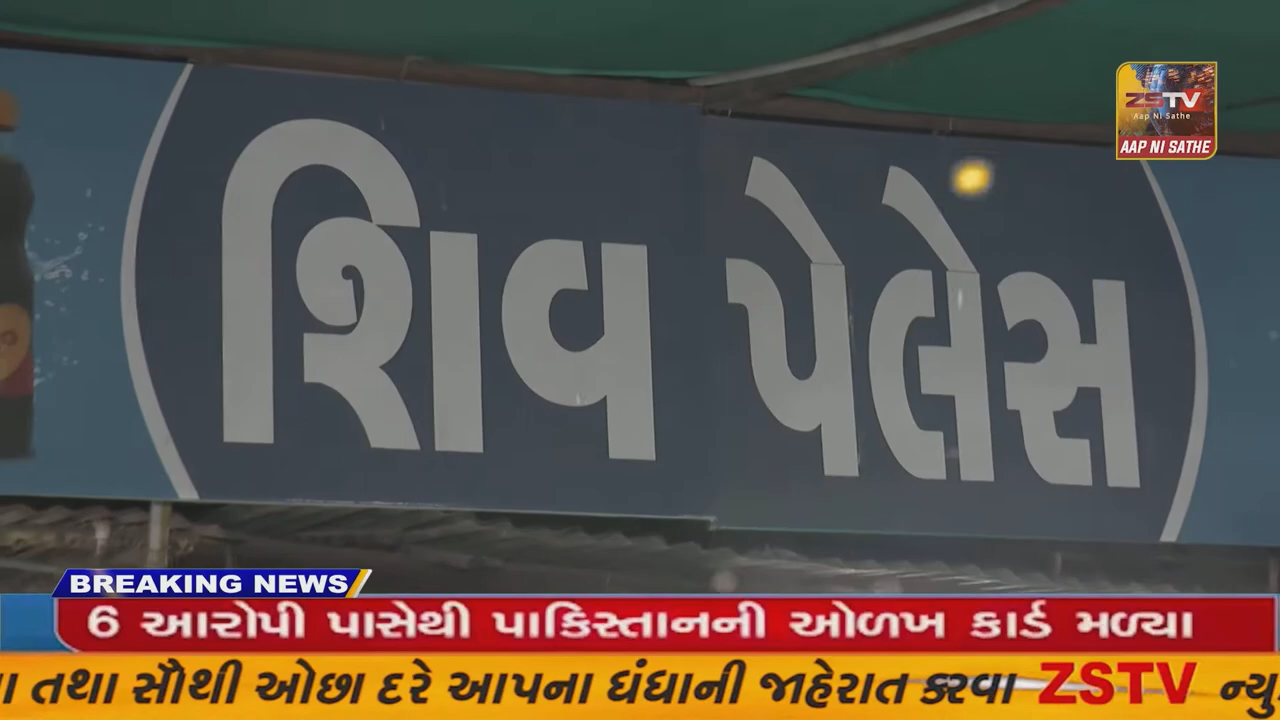 ZSTV
Aap Ni Sathe
AAP NI SATHE
શિવ પેલેસ
BREAKING NEWS
6 આરોપી પાસેથી પાકિસ્તાનની ઓળખ કાર્ડ મળ્યા
તથા સૌથી ઓછા દરે આપના ધંધાની જાહેરાત કરવા ZSTV